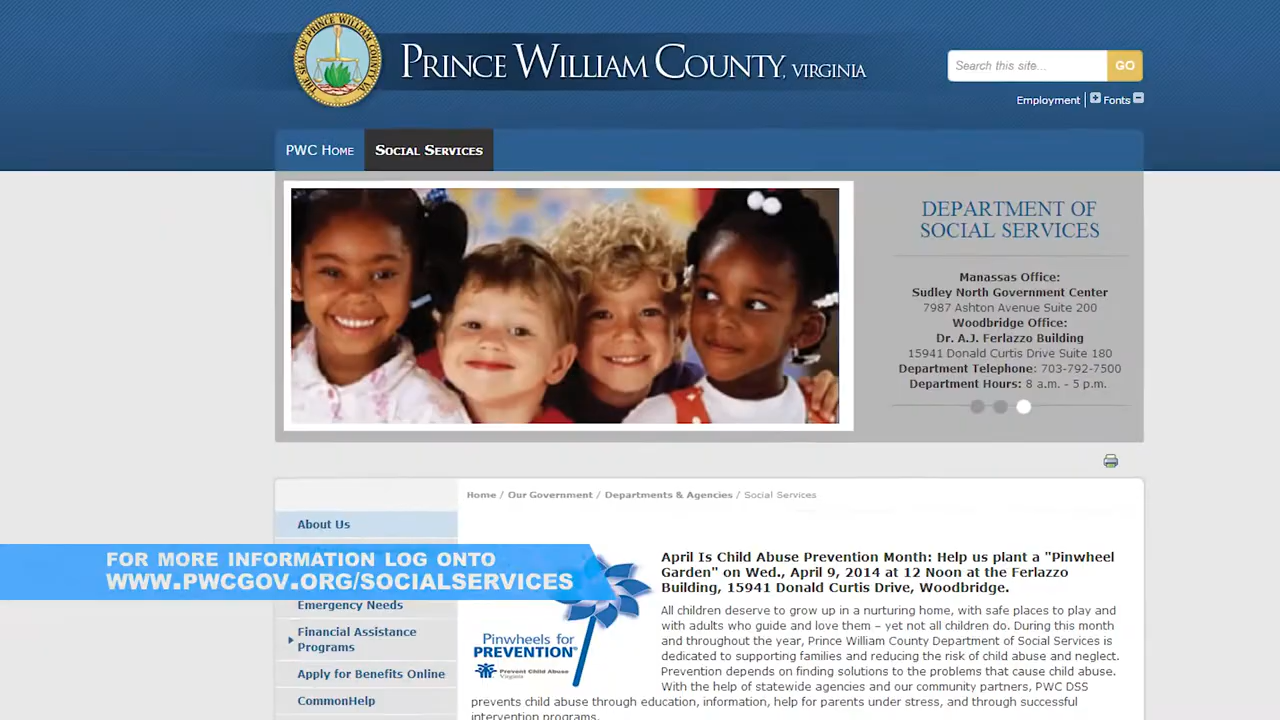 PRINCE WILLIAM COUNTY, VIRGINIA
Search this site...
GO
Employment
Fonts
PWC HOME
SOCIAL SERVICES
DEPARTMENT OF
SOCIAL SERVICES
Manassas Office:
Sudley North Government Center
7987 Ashton Avenue Suite 200
Woodbridge Office:
Dr. A.J. Ferlazzo Building
15941 Donald Curtis Drive Suite 180
Department Telephone: 703-792-7500
Department Hours: 8 a.m. - 5 p.m.
Home / Our Government / Departments & Agencies / Social Services
About Us
FOR MORE INFORMATION LOG ONTO
WWW.PWCGOV.ORG/SOCIALSERVICES
Emergency Needs
Financial Assistance
Programs
Apply for Benefits Online
CommonHelp
Pinwheels for
PREVENTION®
Prevent Child Abuse
Virginia
April Is Child Abuse Prevention Month: Help us plant a "Pinwheel
Garden" on Wed., April 9, 2014 at 12 Noon at the Ferlazzo
Building, 15941 Donald Curtis Drive, Woodbridge.
All children deserve to grow up in a nurturing home, with safe places to play and
with adults who guide and love them – yet not all children do. During this month
and throughout the year, Prince William County Department of Social Services is
dedicated to supporting families and reducing the risk of child abuse and neglect.
Prevention depends on finding solutions to the problems that cause child abuse.
With the help of statewide agencies and our community partners, PWC DSS
prevents child abuse through education, information, help for parents under stress, and through successful
intervention programs.